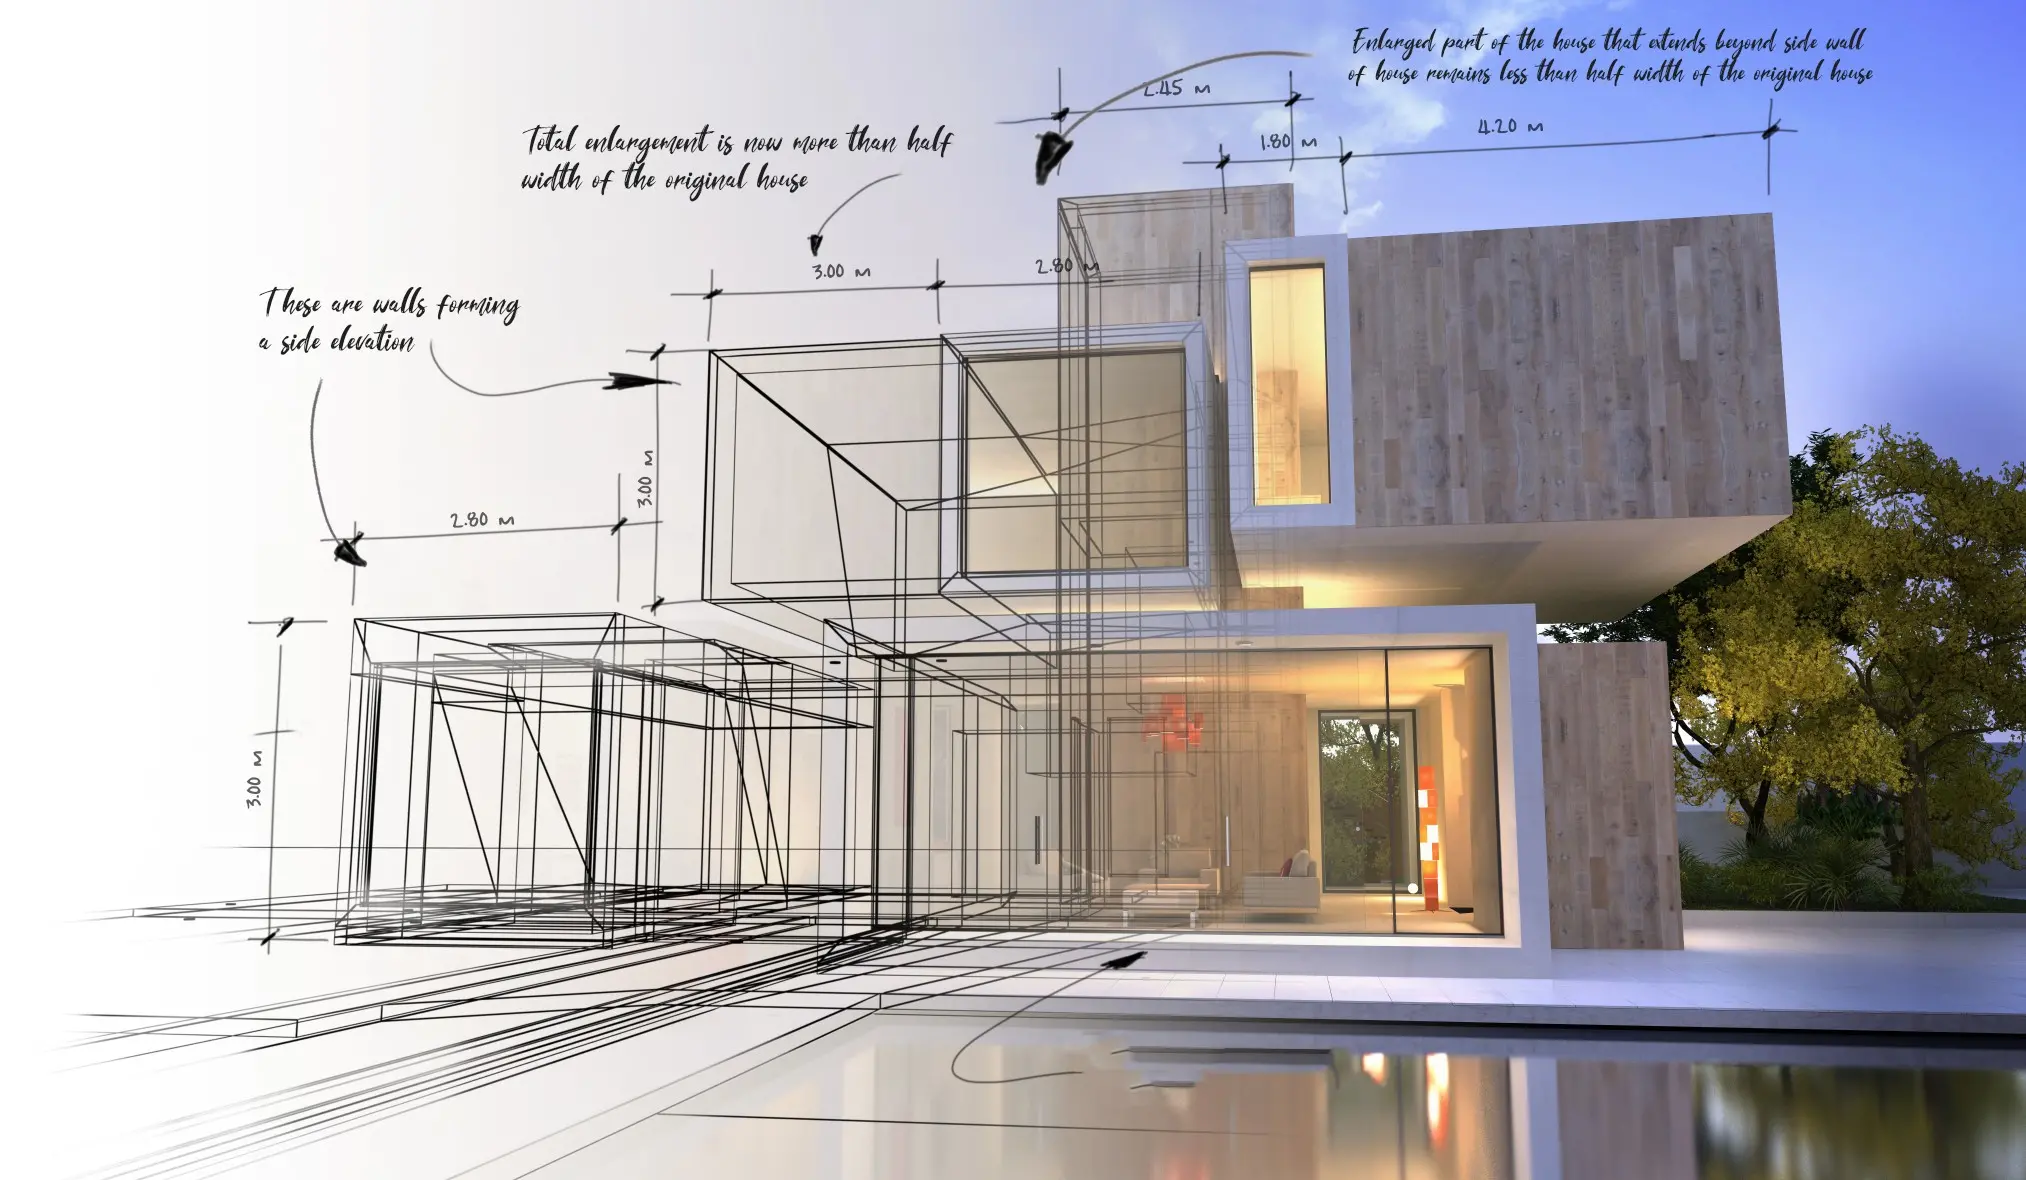 Enlarged part of the house that extends beyond side wall
of house remains less than half width of the original house
2.45 M
1.80 M
4.20 M
Total enlargement is now more than half
width of the original house
3.00 M
2.80 M
These are walls forming
a side elevation
3.00 M
2.80 M
3.00 M